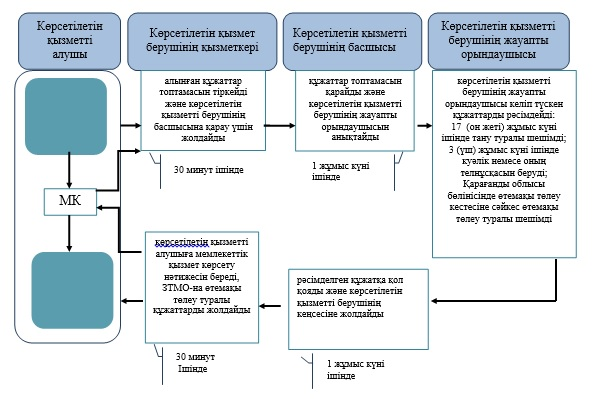 Көрсетілетін
қызметті
алушы
Көрсетілетін қызмет
берушінің қызметкері
Көрсетілетін қызметті
берушінің басшысы
Көрсетілетін қызметті
берушінің жауапты
орындаушысы
алынған құжаттар
топтамасын тіркейді
және көрсетілетін
қызметті берушінің
басшысына қарау үшін
жолдайды
құжаттар топтамасын
қарайды және
көрсетілетін қызметті
берушінің жауапты
орындаушысын
анықтайды
көрсетілетін қызметті
берушінің жауапты
орындаушысы келіп түскен
құжаттарды рәсімдейді:
17 (он жеті) жұмыс күні
ішінде тану туралы шешімді;
3 (үш) жұмыс күні ішінде
куәлік немесе оның
телнұсқасын беруді;
Қарағанды облысы
бөлінісінде өтемақы төлеу
кестесіне сәйкес өтемақы
төлеу туралы шешімді
30 минут ішінде
1 жұмыс күні
ішінде
МК
көрсетілетін қызметті
алушыға мемлекеттік
қызмет көрсету
нәтижесін береді,
ЗТМО-на өтемақы
төлеу туралы
құжаттарды жолдайды
рәсімделген құжатқа қол
қояды және көрсетілетін
қызметті берушінің
кеңсесіне жолдайды
30 минут
Ішінде
1 жұмыс күні
ішінде